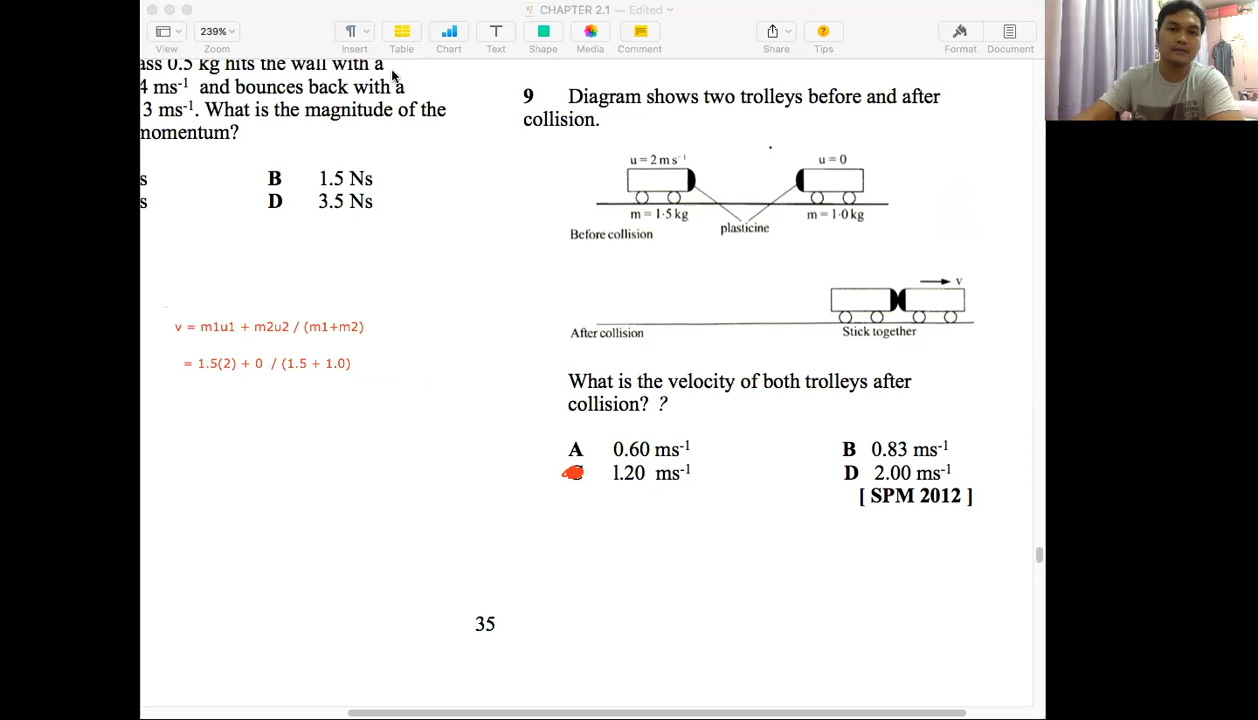 CHAPTER 2.1 — Edited
239%
View
Zoom
Insert
Table
Chart
Text
Shape
Media
Comment
Share
Tips
Format
Document
ass 0.5 kg hits the wall with a
4 ms⁻¹ and bounces back with a
3 ms⁻¹. What is the magnitude of the
momentum?
s B 1.5 Ns
s D 3.5 Ns
v = m1u1 + m2u2 / (m1+m2)
= 1.5(2) + 0 / (1.5 + 1.0)
9 Diagram shows two trolleys before and after
collision.
u = 2 m s⁻¹ u = 0
m = 1·5 kg m = 1·0 kg
plasticine
Before collision
v
After collision Stick together
What is the velocity of both trolleys after
collision? ?
A 0.60 ms⁻¹ B 0.83 ms⁻¹
1.20 ms⁻¹ D 2.00 ms⁻¹
[ SPM 2012 ]
35